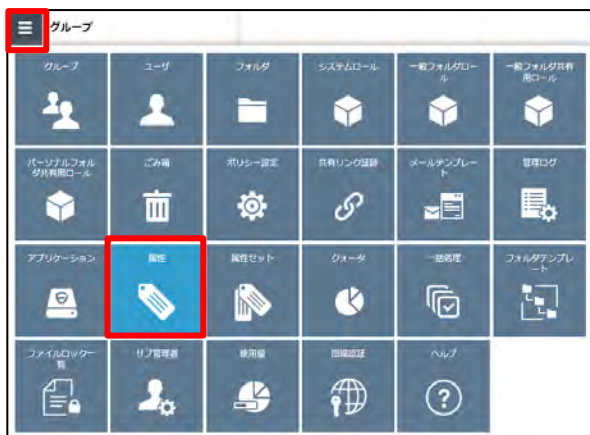 グループ
グループ
ユーザ
フォルダ
システムロール
一般フォルダロー
ル
一般フォルダ共有
用ロール
パーソナルフォル
ダ共有用ロール
ごみ箱
ポリシー設定
共有リンク証跡
メールテンプレー
ト
管理ログ
アプリケーション
属性
属性セット
クォータ
一括処理
フォルダテンプレ
ート
ファイルロック一
覧
サブ管理者
使用量
回線認証
ヘルプ